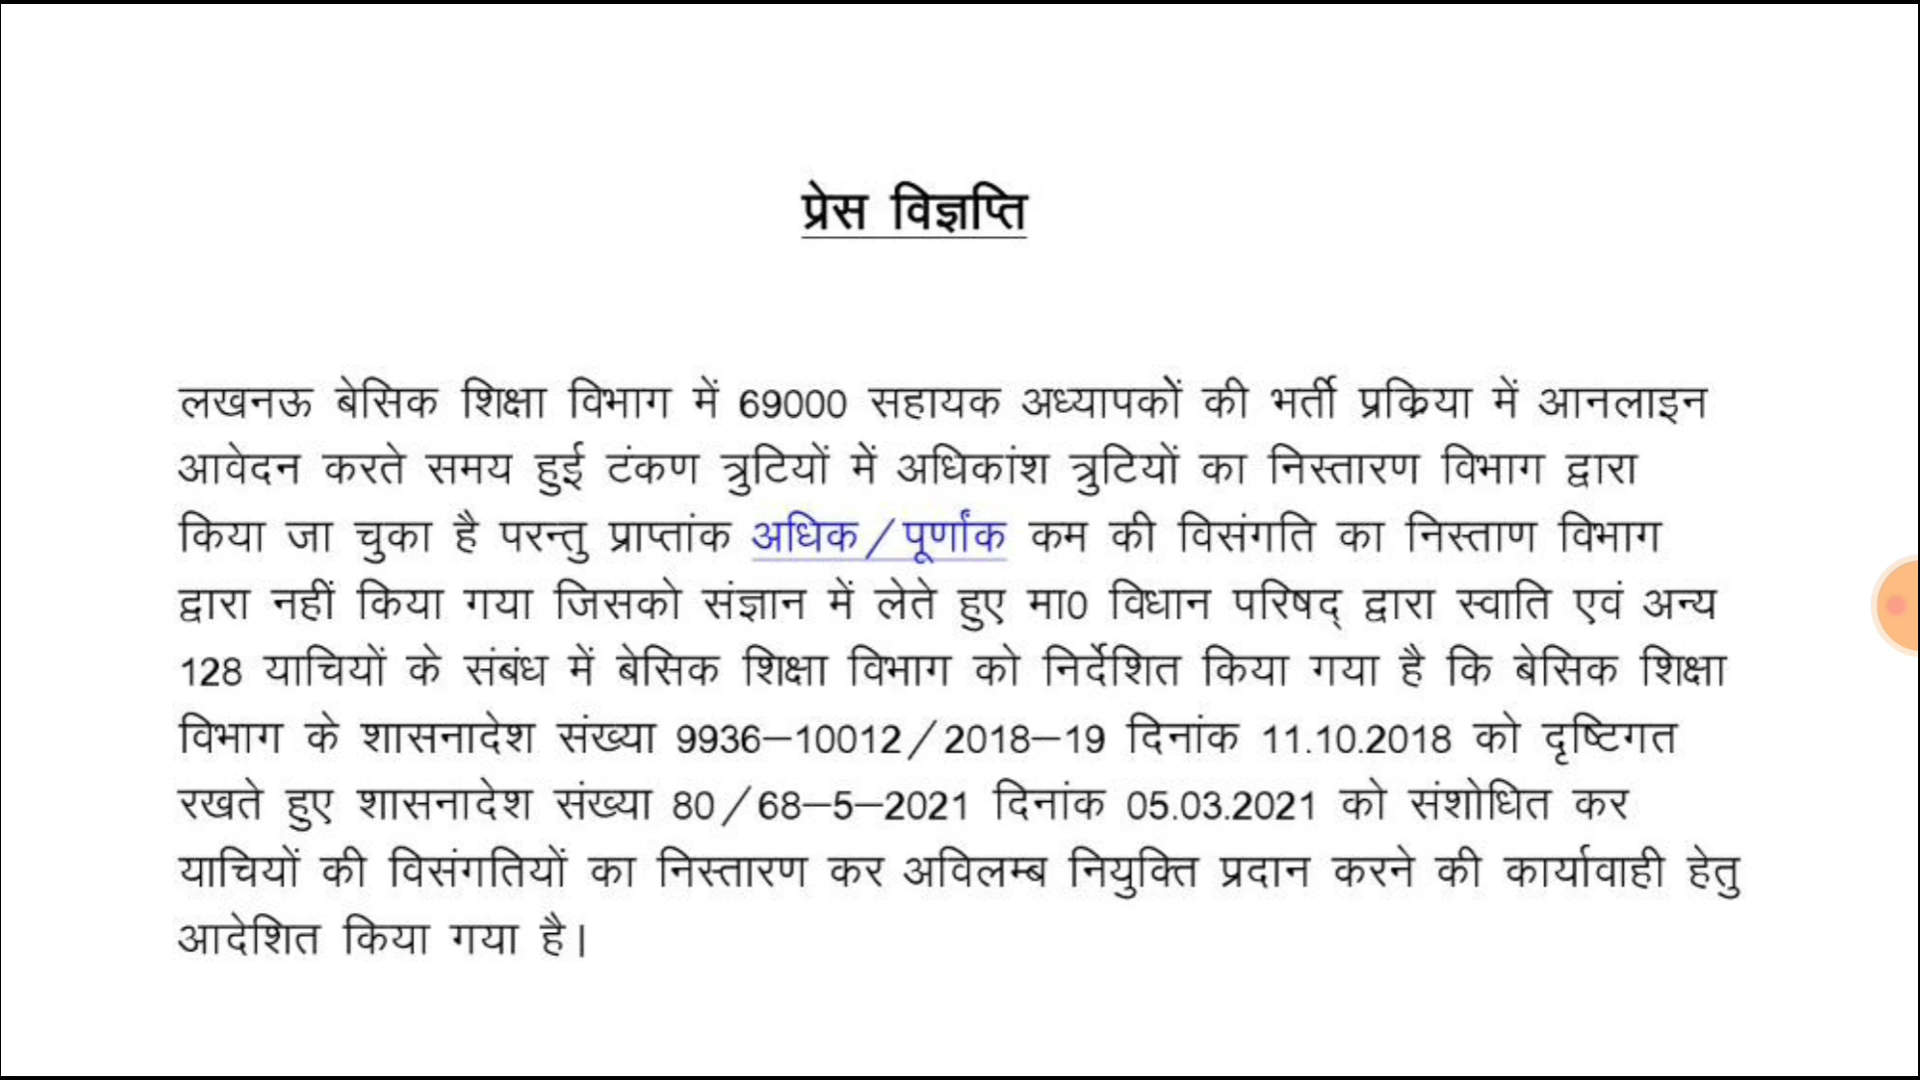 प्रेस विज्ञप्ति
लखनऊ बेसिक शिक्षा विभाग में 69000 सहायक अध्यापकों की भर्ती प्रक्रिया में आनलाइन
आवेदन करते समय हुई टंकण त्रुटियों में अधिकांश त्रुटियों का निस्तारण विभाग द्वारा
किया जा चुका है परन्तु प्राप्तांक अधिक/पूर्णांक कम की विसंगति का निस्ताण विभाग
द्वारा नहीं किया गया जिसको संज्ञान में लेते हुए मा0 विधान परिषद् द्वारा स्वाति एवं अन्य
128 याचियों के संबंध में बेसिक शिक्षा विभाग को निर्देशित किया गया है कि बेसिक शिक्षा
विभाग के शासनादेश संख्या 9936–10012/2018–19 दिनांक 11.10.2018 को दृष्टिगत
रखते हुए शासनादेश संख्या 80/68–5–2021 दिनांक 05.03.2021 को संशोधित कर
याचियों की विसंगतियों का निस्तारण कर अविलम्ब नियुक्ति प्रदान करने की कार्यावाही हेतु
आदेशित किया गया है।